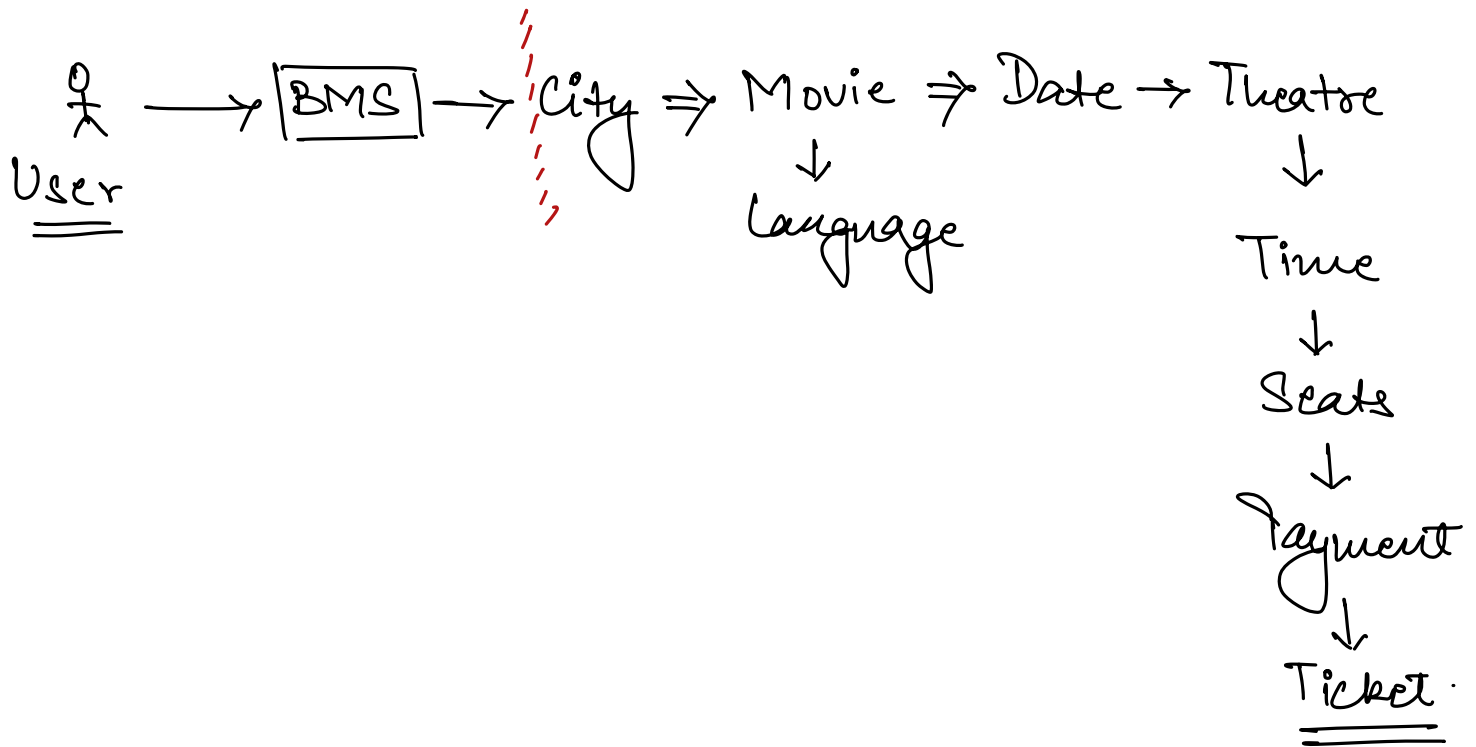 BMS → City ⇒ Movie ⇒ Date → Theatre
User
Language
Time
Seats
Payment
Ticket.